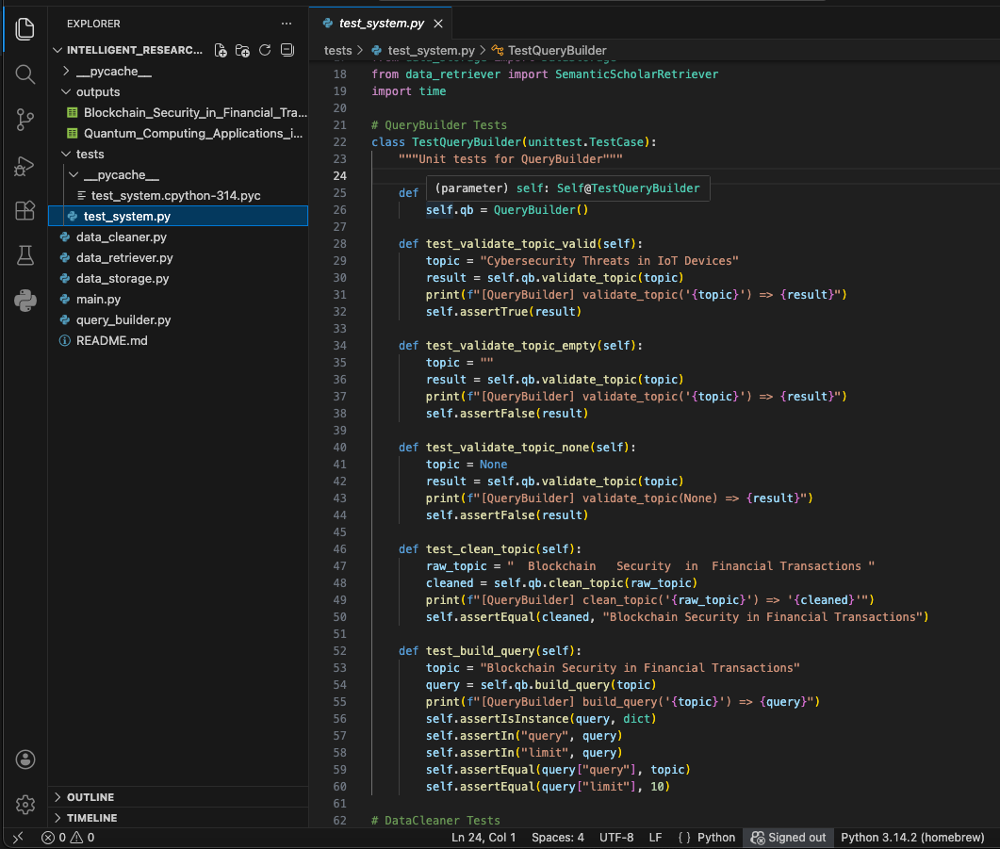 EXPLORER
···
INTELLIGENT_RESEARC...
__pycache__
outputs
Blockchain_Security_in_Financial_Tra...
Quantum_Computing_Applications_i...
tests
__pycache__
test_system.cpython-314.pyc
test_system.py
data_cleaner.py
data_retriever.py
data_storage.py
main.py
query_builder.py
README.md
OUTLINE
TIMELINE
test_system.py
tests > test_system.py > TestQueryBuilder
18 from data_retriever import SemanticScholarRetriever
19 import time
20
21 # QueryBuilder Tests
22 class TestQueryBuilder(unittest.TestCase):
23     """Unit tests for QueryBuilder"""
24
(parameter) self: Self@TestQueryBuilder
25     def
26         self.qb = QueryBuilder()
27
28     def test_validate_topic_valid(self):
29         topic = "Cybersecurity Threats in IoT Devices"
30         result = self.qb.validate_topic(topic)
31         print(f"[QueryBuilder] validate_topic('{topic}') => {result}")
32         self.assertTrue(result)
33
34     def test_validate_topic_empty(self):
35         topic = ""
36         result = self.qb.validate_topic(topic)
37         print(f"[QueryBuilder] validate_topic('{topic}') => {result}")
38         self.assertFalse(result)
39
40     def test_validate_topic_none(self):
41         topic = None
42         result = self.qb.validate_topic(topic)
43         print(f"[QueryBuilder] validate_topic(None) => {result}")
44         self.assertFalse(result)
45
46     def test_clean_topic(self):
47         raw_topic = "  Blockchain   Security  in  Financial Transactions "
48         cleaned = self.qb.clean_topic(raw_topic)
49         print(f"[QueryBuilder] clean_topic('{raw_topic}') => '{cleaned}'")
50         self.assertEqual(cleaned, "Blockchain Security in Financial Transactions")
51
52     def test_build_query(self):
53         topic = "Blockchain Security in Financial Transactions"
54         query = self.qb.build_query(topic)
55         print(f"[QueryBuilder] build_query('{topic}') => {query}")
56         self.assertIsInstance(query, dict)
57         self.assertIn("query", query)
58         self.assertIn("limit", query)
59         self.assertEqual(query["query"], topic)
60         self.assertEqual(query["limit"], 10)
61
62 # DataCleaner Tests
0 0 Ln 24, Col 1 Spaces: 4 UTF-8 LF { } Python Signed out Python 3.14.2 (homebrew)